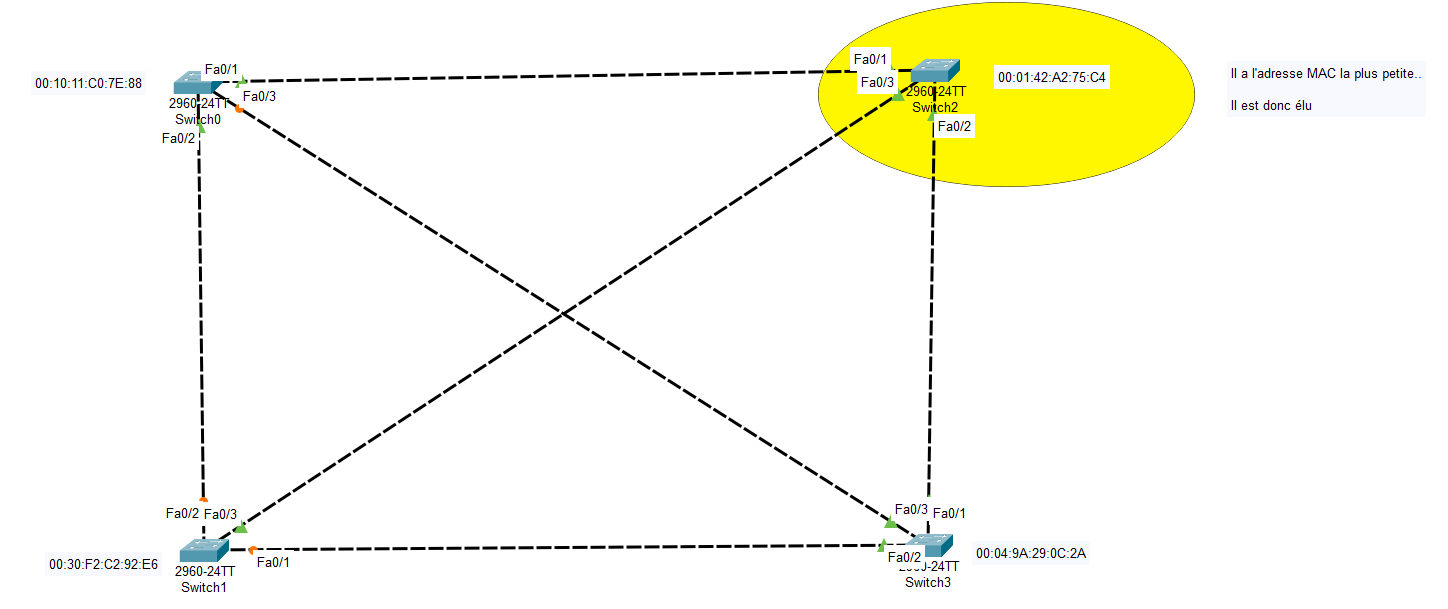 00:10:11:C0:7E:88
Fa0/1
Fa0/3
2960-24TT
Switch0
Fa0/2
Fa0/1
Fa0/3
2960-24TT
Switch2
Fa0/2
00:01:42:A2:75:C4
Il a l'adresse MAC la plus petite..
Il est donc élu
Fa0/2
Fa0/3
Fa0/1
2960-24TT
Switch1
00:30:F2:C2:92:E6
Fa0/3
Fa0/1
Fa0/2
2960-24TT
Switch3
00:04:9A:29:0C:2A